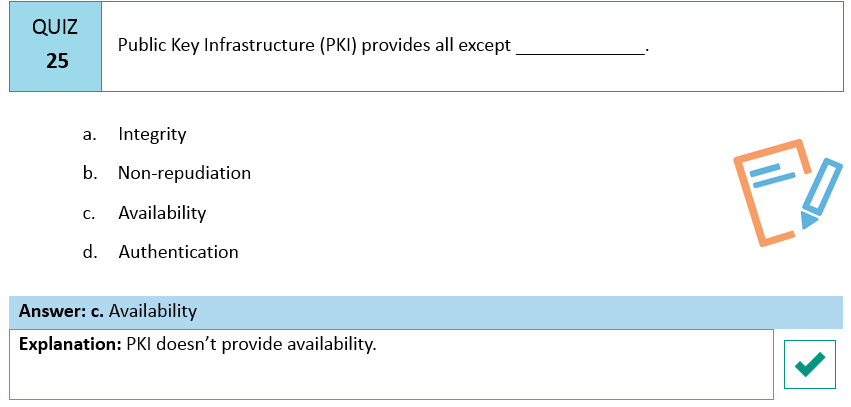 QUIZ
25
Public Key Infrastructure (PKI) provides all except ______________.
a. Integrity
b. Non-repudiation
c. Availability
d. Authentication
Answer: c. Availability
Explanation: PKI doesn’t provide availability.